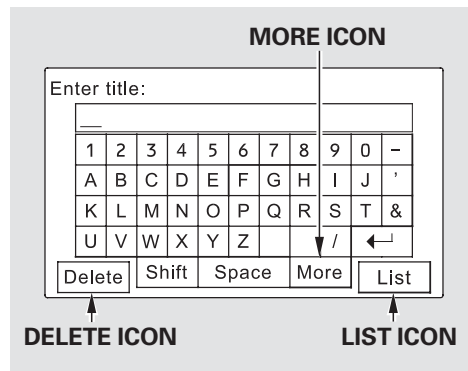 MORE ICON
Enter title:
__
1 2 3 4 5 6 7 8 9 0 –
A B C D E F G H I J ’
K L M N O P Q R S T &
U V W X Y Z / ↵
Delete Shift Space More List
DELETE ICON LIST ICON